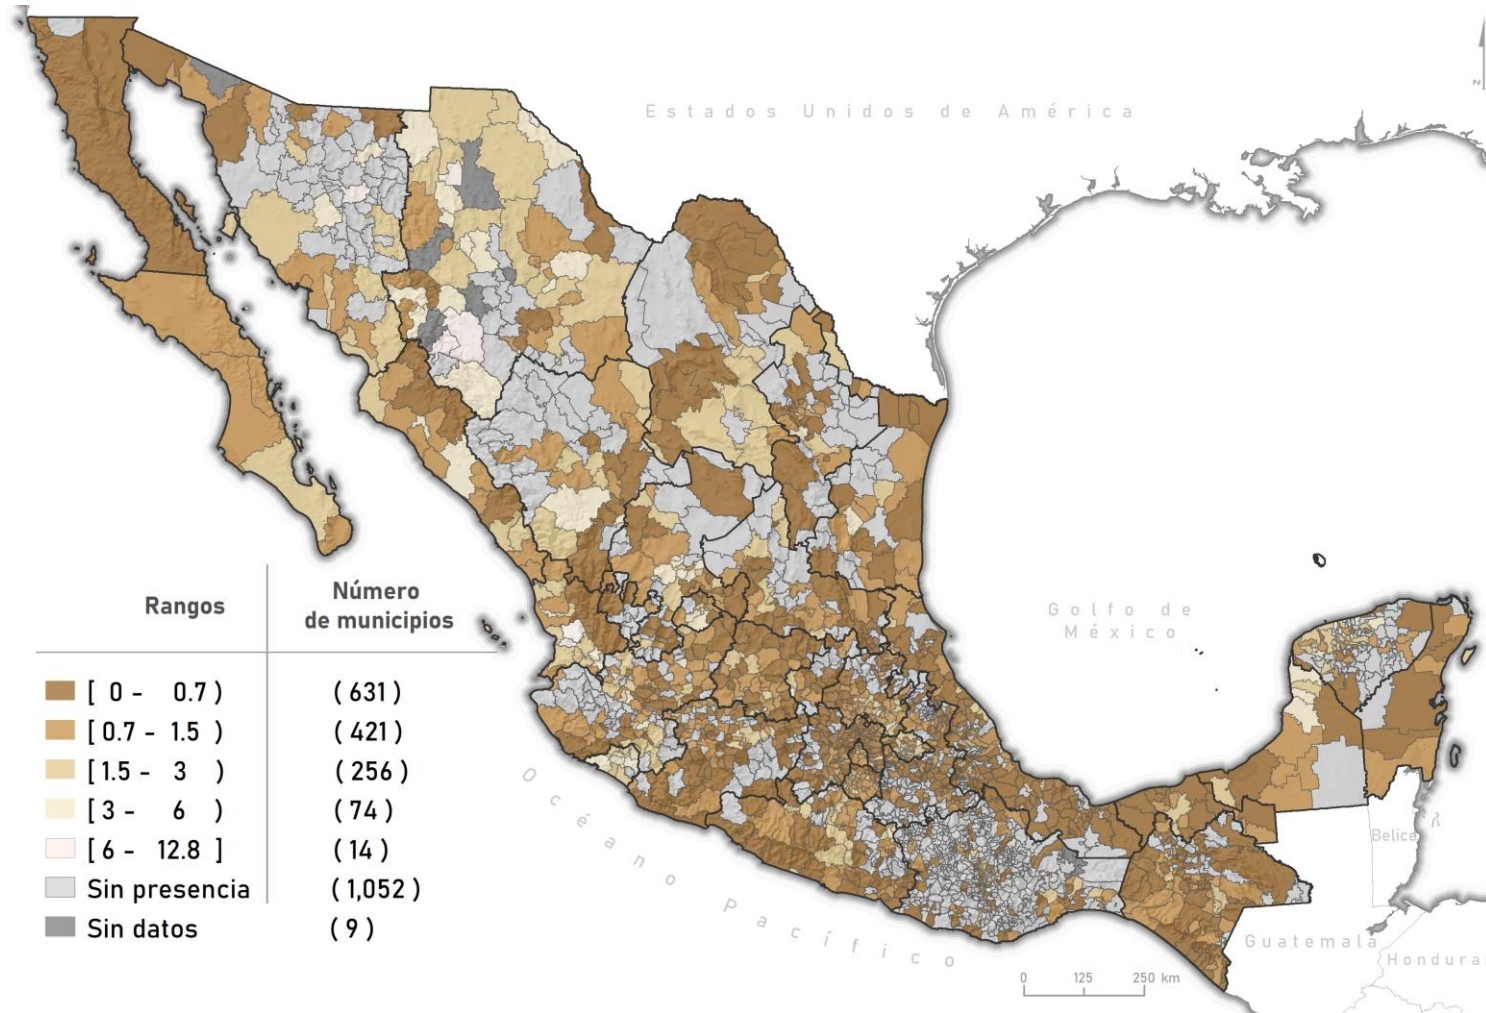 N
Estados Unidos de América
Golfo de
México
Rangos
Número
de municipios
[ 0 - 0.7 ) ( 631 )
[ 0.7 - 1.5 ) ( 421 )
[ 1.5 - 3 ) ( 256 )
[ 3 - 6 ) ( 74 )
[ 6 - 12.8 ] ( 14 )
Sin presencia ( 1,052 )
Sin datos ( 9 )
Océano Pacífico
Belice
Guatemala
Honduras
0 125 250 km